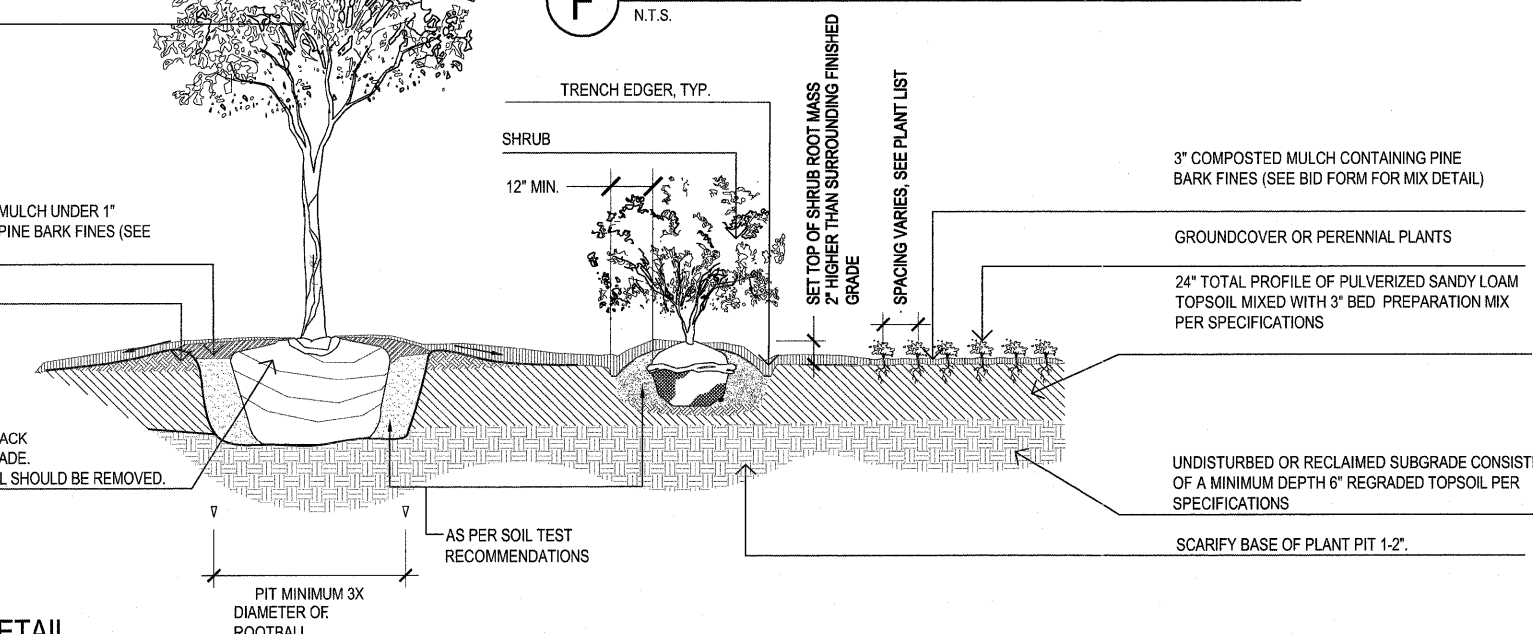 F
N.T.S.
TRENCH EDGER, TYP.
SHRUB
12" MIN.
SET TOP OF SHRUB ROOT MASS
2" HIGHER THAN SURROUNDING FINISHED
GRADE
SPACING VARIES, SEE PLANT LIST
3" COMPOSTED MULCH CONTAINING PINE
BARK FINES (SEE BID FORM FOR MIX DETAIL)
GROUNDCOVER OR PERENNIAL PLANTS
24" TOTAL PROFILE OF PULVERIZED SANDY LOAM
TOPSOIL MIXED WITH 3" BED PREPARATION MIX
PER SPECIFICATIONS
UNDISTURBED OR RECLAIMED SUBGRADE CONSIST
OF A MINIMUM DEPTH 6" REGRADED TOPSOIL PER
SPECIFICATIONS
SCARIFY BASE OF PLANT PIT 1-2".
MULCH UNDER 1"
PINE BARK FINES (SEE
ACK
ADE.
L SHOULD BE REMOVED.
AS PER SOIL TEST
RECOMMENDATIONS
PIT MINIMUM 3X
DIAMETER OF
ROOTBALL
ETAIL